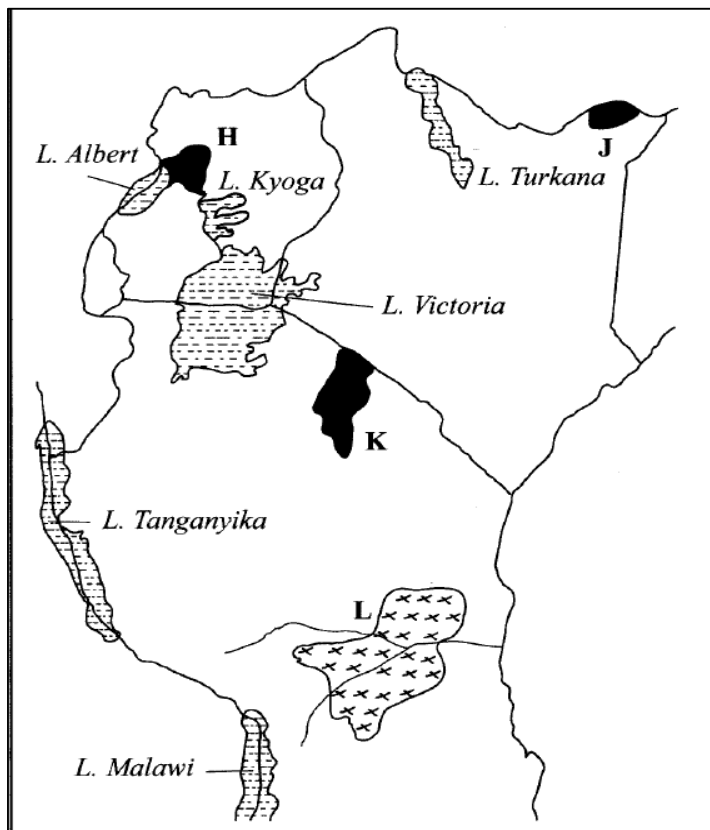 H
L. Albert
J
L. Kyoga
L. Turkana
L. Victoria
K
L. Tanganyika
L
L. Malawi